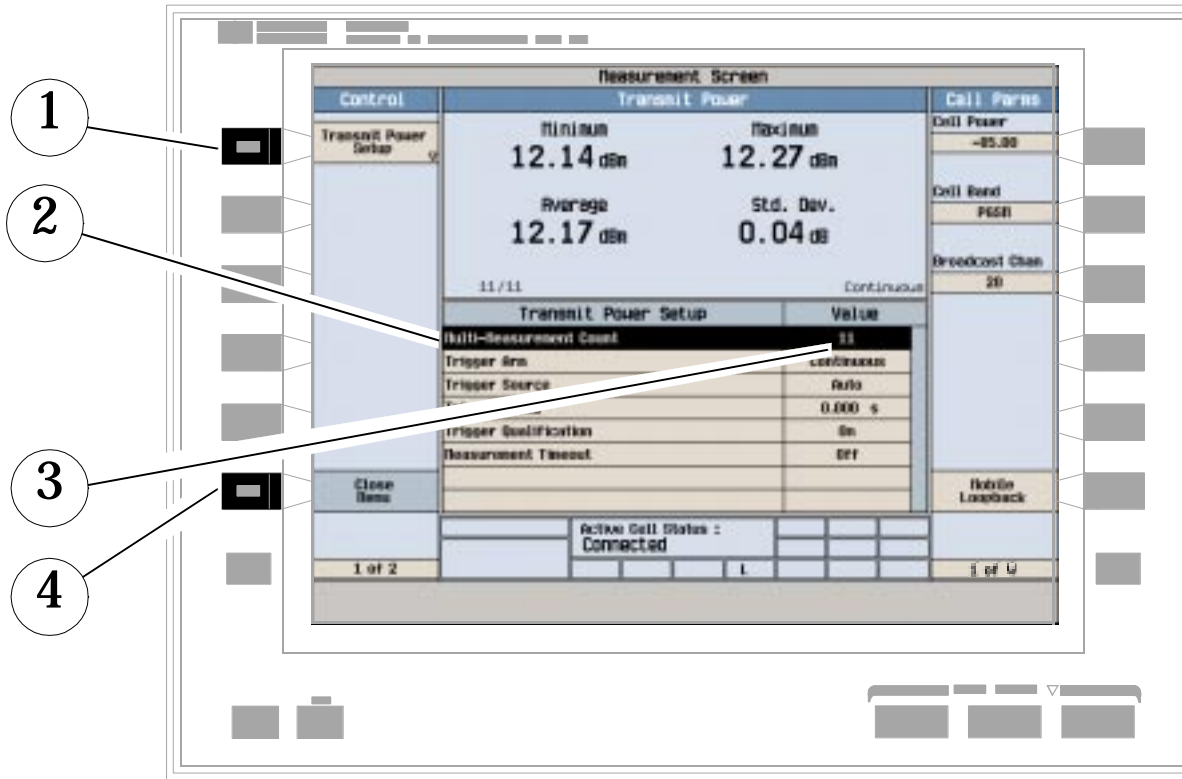 Measurement Screen
Control
Transmit Power
Call Parms
1
Transmit Power
Setup
Minimum
Maximum
12.14 dBm
12.27 dBm
Cell Power
-85.00
2
Average
Std. Dev.
12.17 dBm
0.04 dB
Cell Band
PGSM
11/11
Continuous
Broadcast Chan
20
Transmit Power Setup
Value
Multi-Measurement Count
11
Trigger Arm
Continuous
Trigger Source
Auto
0.000 s
Trigger Qualification
On
Measurement Timeout
Off
3
Close
Menu
Mobile
Loopback
Active Cell Status :
Connected
4
1 of 2
L
1 of